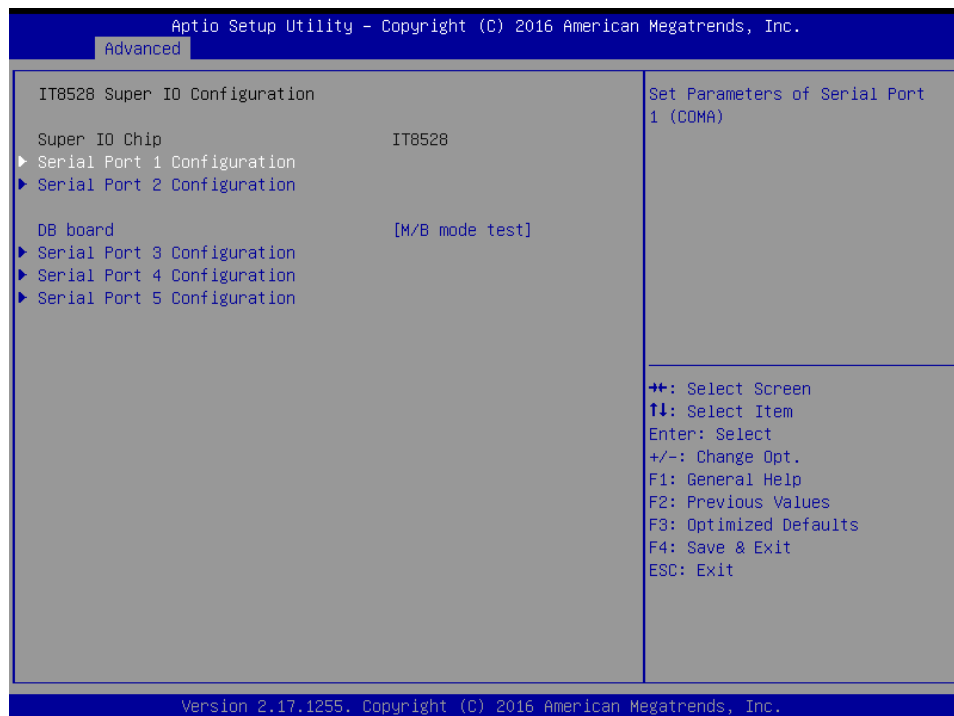 Aptio Setup Utility – Copyright (C) 2016 American Megatrends, Inc.
Advanced
IT8528 Super IO Configuration
Super IO Chip IT8528
▶ Serial Port 1 Configuration
▶ Serial Port 2 Configuration
DB board [M/B mode test]
▶ Serial Port 3 Configuration
▶ Serial Port 4 Configuration
▶ Serial Port 5 Configuration
Set Parameters of Serial Port
1 (COMA)
→←: Select Screen
↑↓: Select Item
Enter: Select
+/-: Change Opt.
F1: General Help
F2: Previous Values
F3: Optimized Defaults
F4: Save & Exit
ESC: Exit
Version 2.17.1255. Copyright (C) 2016 American Megatrends, Inc.